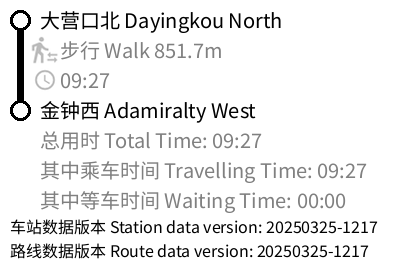 大营口北 Dayingkou North
步行 Walk 851.7m
09:27
金钟西 Adamiralty West
总用时 Total Time: 09:27
其中乘车时间 Travelling Time: 09:27
其中等车时间 Waiting Time: 00:00
车站数据版本 Station data version: 20250325-1217
路线数据版本 Route data version: 20250325-1217